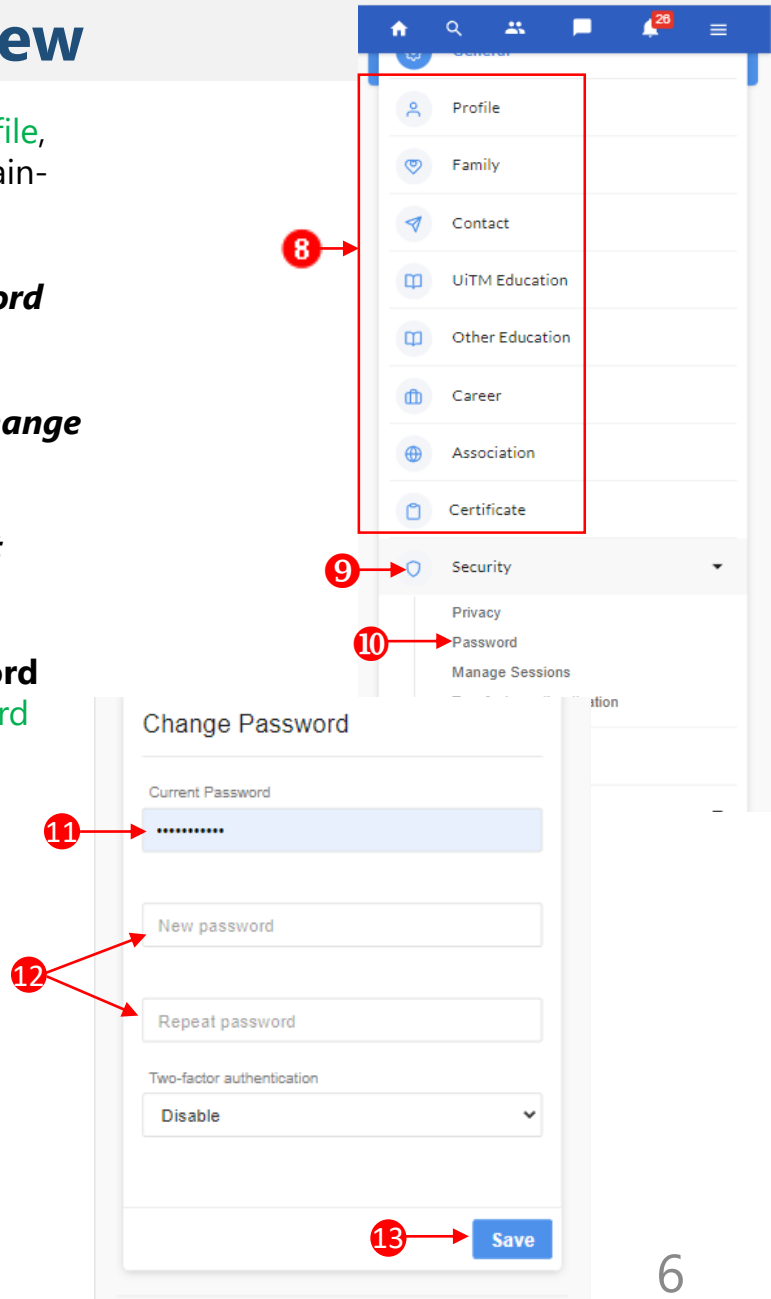 ew
file,
ain-
ord
ange
ord
rd
26
General
Profile
Family
Contact
8
UiTM Education
Other Education
Career
Association
Certificate
9
Security
Privacy
10
Password
Manage Sessions
ation
Change Password
Current Password
11
•••••••••••
New password
12
Repeat password
Two-factor authentication
Disable
13
Save
6